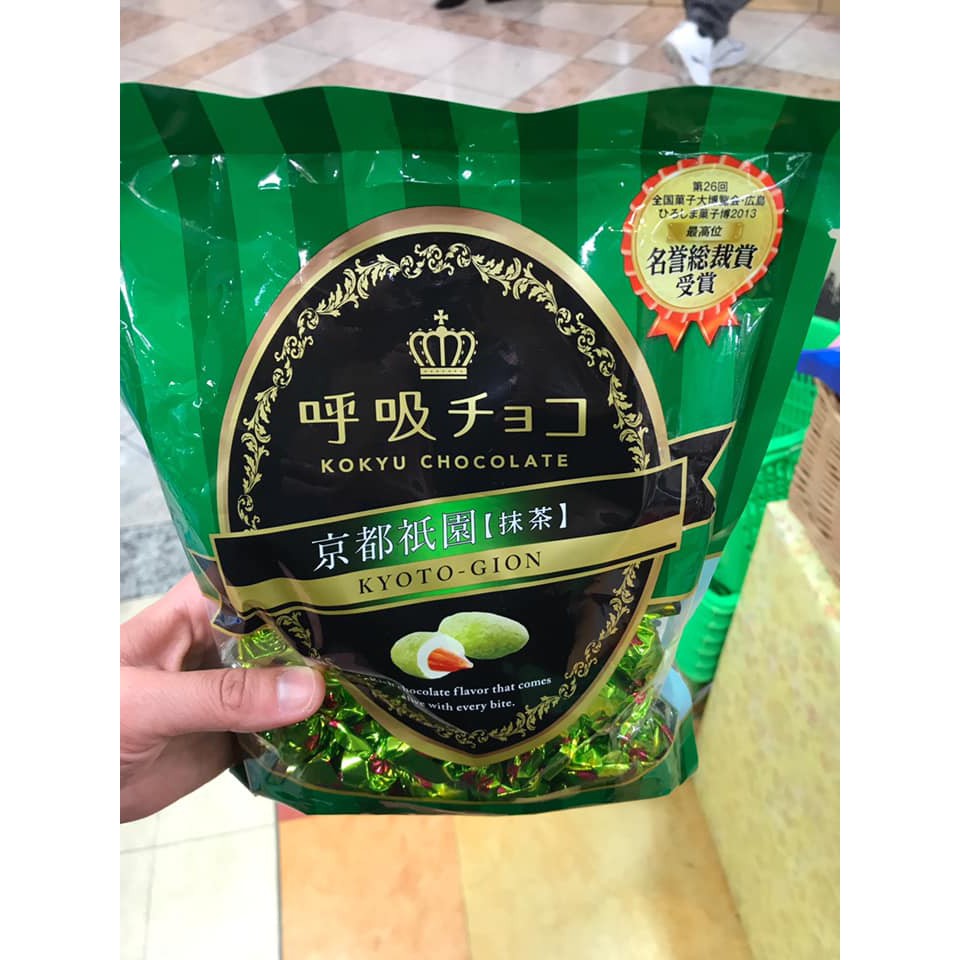 第26回
全国菓子大博覧会・広島
ひろしま菓子博2013
最高位
名誉総裁賞
受賞
呼吸チョコ
KOKYU CHOCOLATE
京都祇園【抹茶】
KYOTO-GION
chocolate flavor that comes
with every bite.